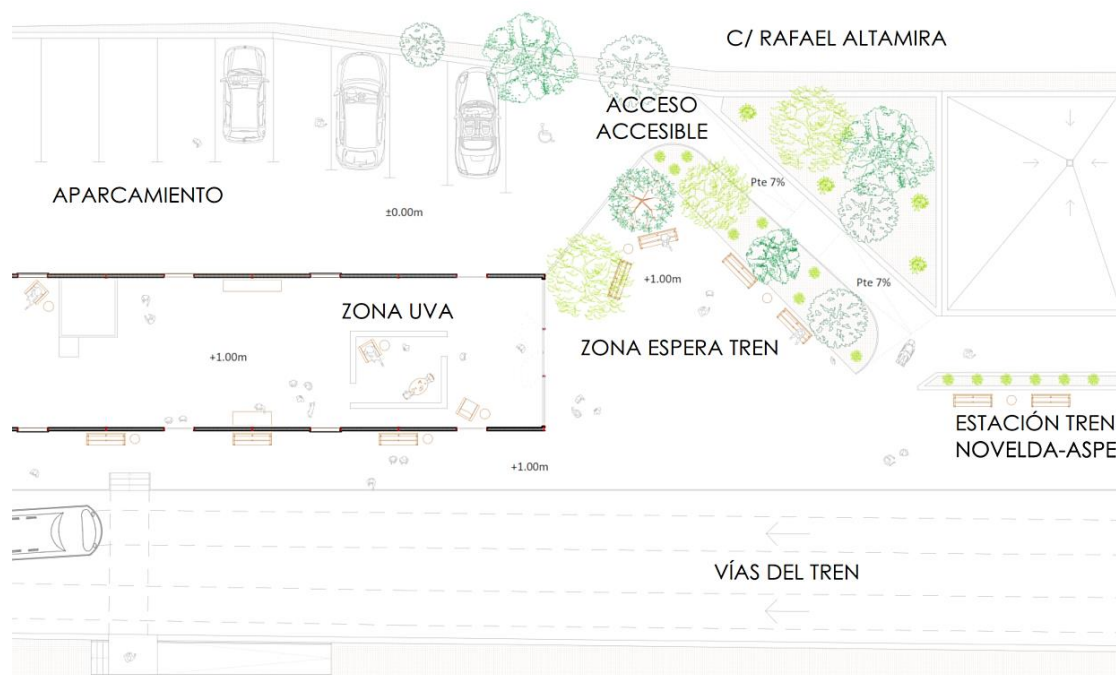 C/ RAFAEL ALTAMIRA
ACCESO
ACCESIBLE
Pte 7%
APARCAMIENTO
±0.00m
+1.00m
Pte 7%
ZONA UVA
ZONA ESPERA TREN
+1.00m
ESTACIÓN TREN
NOVELDA-ASPE
+1.00m
VÍAS DEL TREN